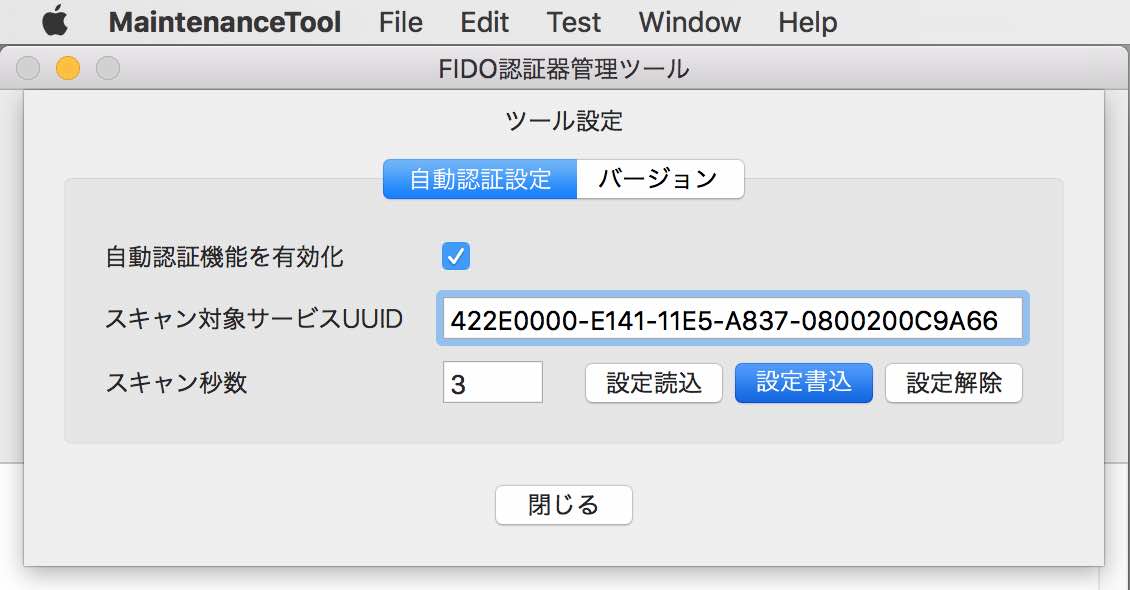 MaintenanceTool File Edit Test Window Help
FIDO認証器管理ツール
ツール設定
自動認証設定 バージョン
自動認証機能を有効化
スキャン対象サービスUUID 422E0000-E141-11E5-A837-0800200C9A66
スキャン秒数 3 設定読込 設定書込 設定解除
閉じる